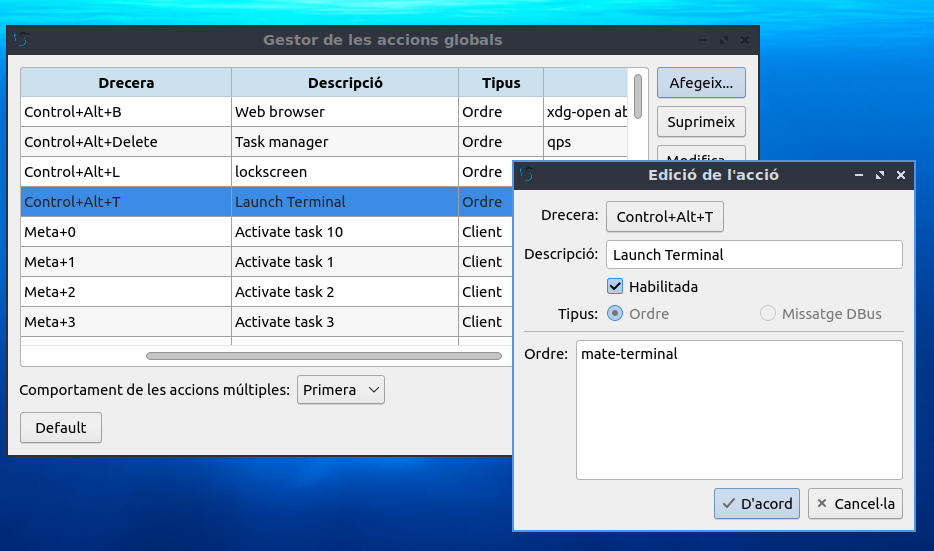 Gestor de les accions globals
Drecera Descripció Tipus
Control+Alt+B Web browser Ordre xdg-open
Control+Alt+Delete Task manager Ordre qps
Control+Alt+L lockscreen Ordre
Control+Alt+T Launch Terminal Ordre
Meta+0 Activate task 10 Client
Meta+1 Activate task 1 Client
Meta+2 Activate task 2 Client
Meta+3 Activate task 3 Client
Comportament de les accions múltiples: Primera
Default
Afegeix...
Suprimeix
Modifica...
Edició de l'acció
Drecera: Control+Alt+T
Descripció: Launch Terminal
Habilitada
Tipus: Ordre Missatge DBus
Ordre: mate-terminal
D'acord Cancel·la